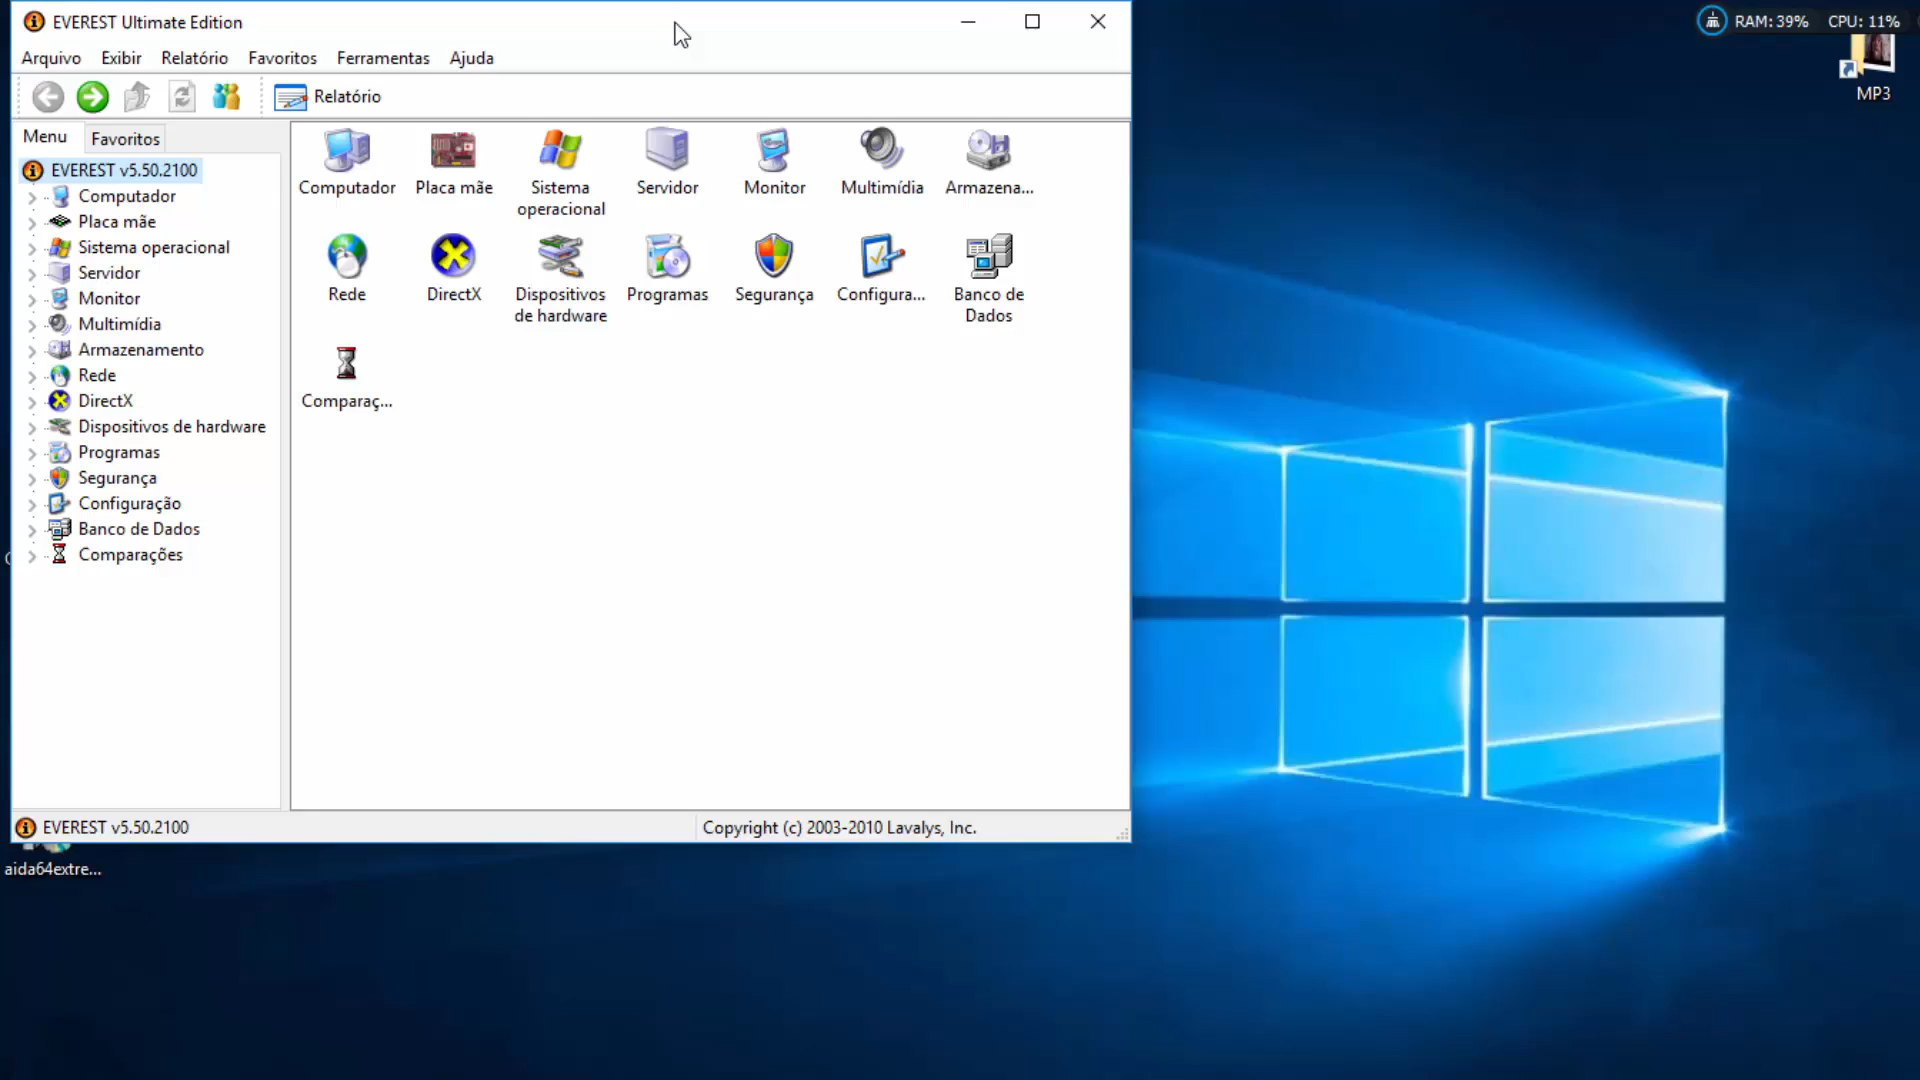 EVEREST Ultimate Edition
RAM: 39% CPU: 11%
Arquivo Exibir Relatório Favoritos Ferramentas Ajuda
MP3
Relatório
Menu Favoritos
EVEREST v5.50.2100
Computador
Placa mãe
Sistema operacional
Servidor
Monitor
Multimídia
Armazenamento
Rede
DirectX
Dispositivos de hardware
Programas
Segurança
Configuração
Banco de Dados
Comparações
Computador
Placa mãe
Sistema
operacional
Servidor
Monitor
Multimídia
Armazena...
Rede
DirectX
Dispositivos
de hardware
Programas
Segurança
Configura...
Banco de
Dados
Comparaç...
EVEREST v5.50.2100
Copyright (c) 2003-2010 Lavalys, Inc.
aida64extre...